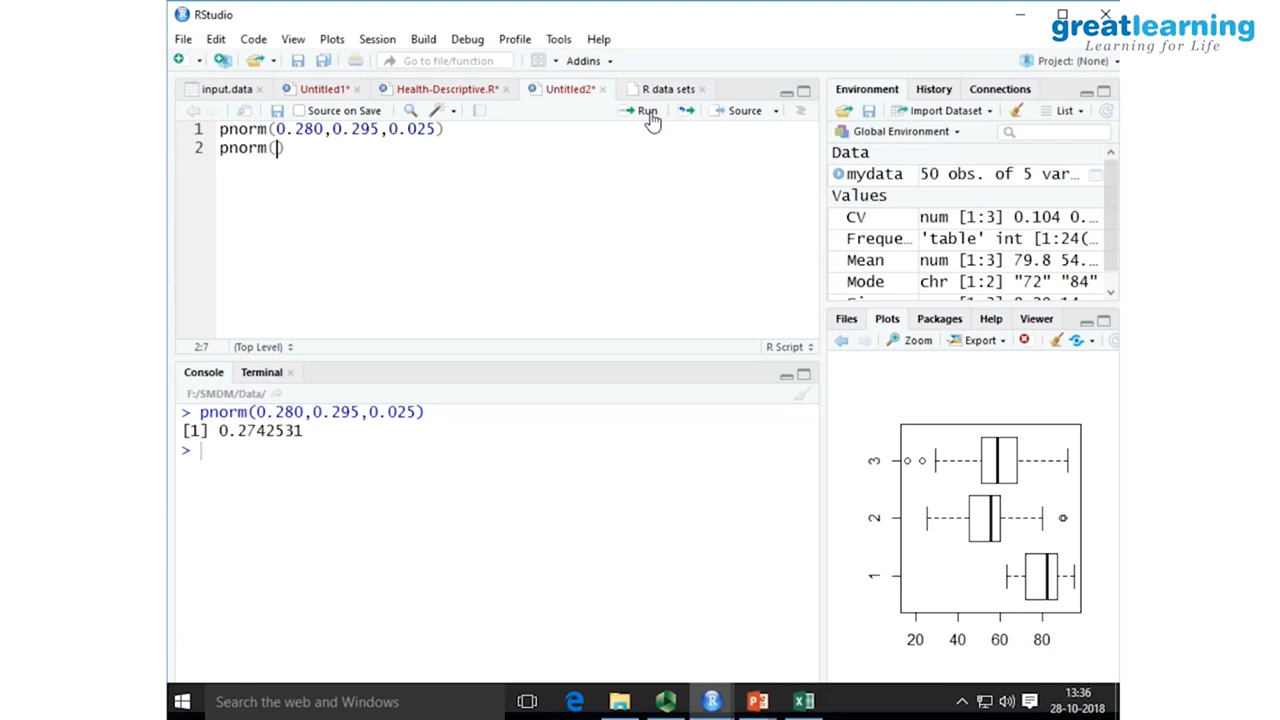 RStudio
greatlearning
Learning for Life
File Edit Code View Plots Session Build Debug Profile Tools Help
Go to file/function Addins Project: (None)
input.data Untitled1* Health-Descriptive.R* Untitled2* R data sets
Source on Save Run Source
1 pnorm(0.280,0.295,0.025)
2 pnorm()
2:7 (Top Level) R Script
Console Terminal
F:/SMDM/Data/
> pnorm(0.280,0.295,0.025)
[1] 0.2742531
>
Environment History Connections
Import Dataset List
Global Environment
Data
mydata 50 obs. of 5 var...
Values
CV num [1:3] 0.104 0....
Freque... 'table' int [1:24(...
Mean num [1:3] 79.8 54....
Mode chr [1:2] "72" "84"
Files Plots Packages Help Viewer
Zoom Export
3
2
1
20 40 60 80
Search the web and Windows
13:36
28-10-2018